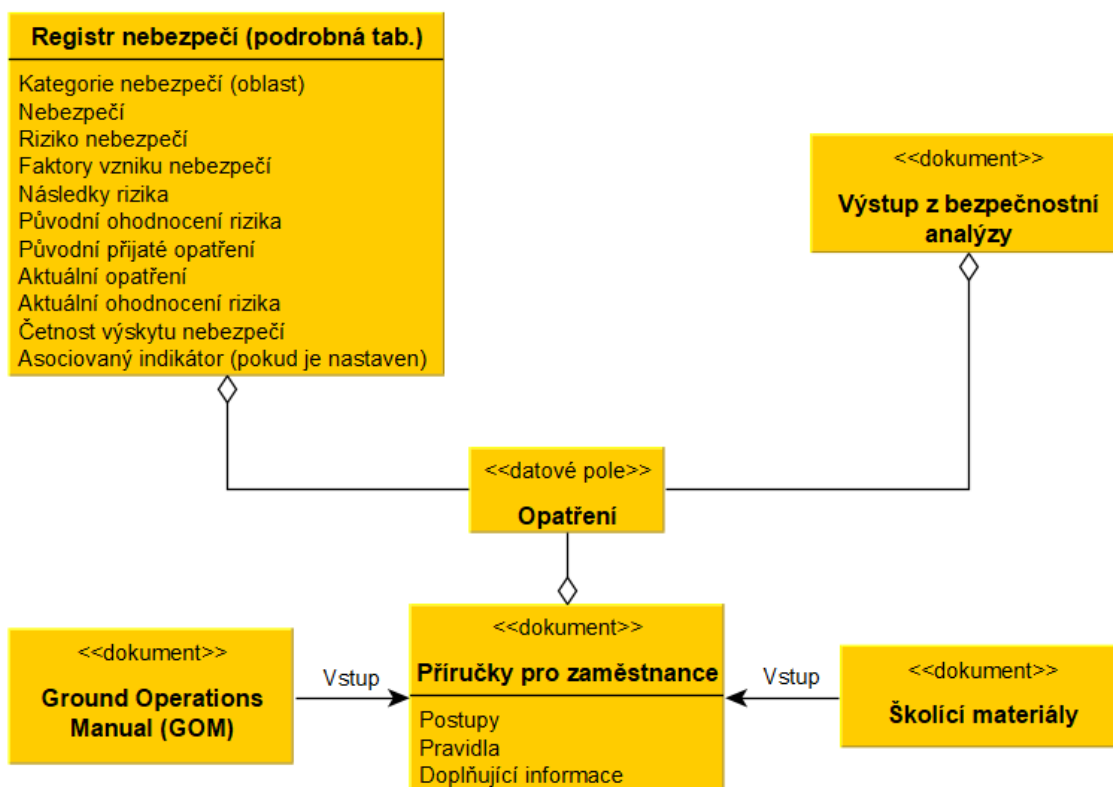 Registr nebezpečí (podrobná tab.)
Kategorie nebezpečí (oblast)
Nebezpečí
Riziko nebezpečí
Faktory vzniku nebezpečí
Následky rizika
Původní ohodnocení rizika
Původní přijaté opatření
Aktuální opatření
Aktuální ohodnocení rizika
Četnost výskytu nebezpečí
Asociovaný indikátor (pokud je nastaven)
<<dokument>>
Výstup z bezpečnostní
analýzy
<<datové pole>>
Opatření
<<dokument>>
Ground Operations
Manual (GOM)
Vstup
<<dokument>>
Příručky pro zaměstnance
Postupy
Pravidla
Doplňující informace
Vstup
<<dokument>>
Školící materiály